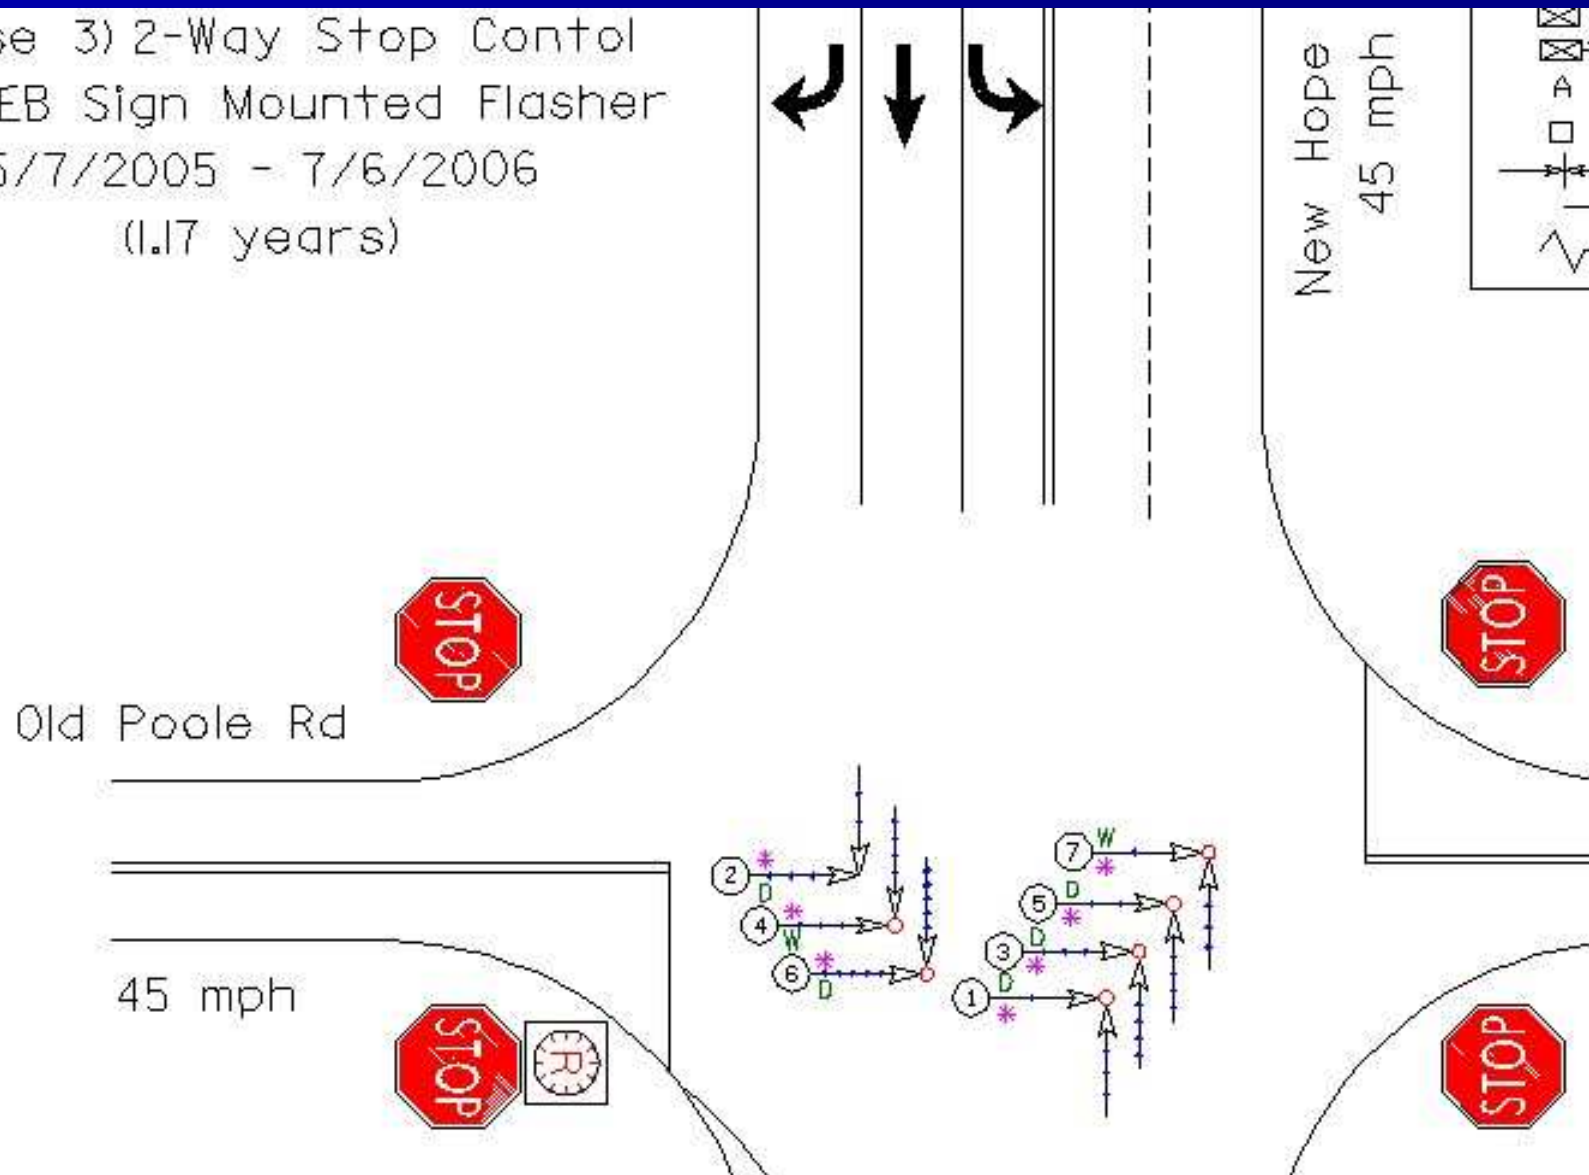 se 3) 2-Way Stop Contol
EB Sign Mounted Flasher
5/7/2005 - 7/6/2006
(1.17 years)
New Hope
45 mph
A
STOP
STOP
Old Poole Rd
7 W
2
D
5 D
4
W
3 D
6
D
1 D
45 mph
STOP
R
STOP